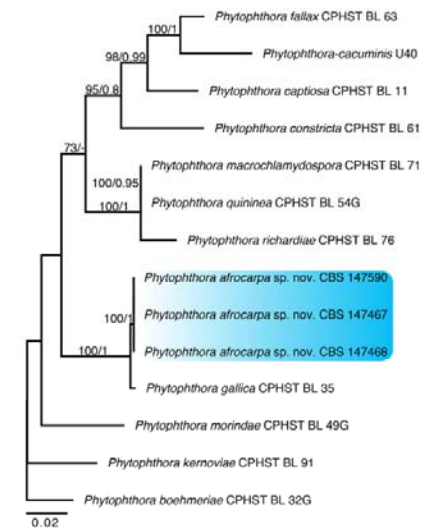 Phytophthora fallax CPHST BL 63
100/1
Phytophthora-cacuminis U40
98/0.99
Phytophthora captiosa CPHST BL 11
95/0.8
Phytophthora constricta CPHST BL 61
73/-
Phytophthora macrochlamydospora CPHST BL 71
100/0.95
Phytophthora quininea CPHST BL 54G
100/1
Phytophthora richardiae CPHST BL 76
Phytophthora afrocarpa sp. nov. CBS 147590
Phytophthora afrocarpa sp. nov. CBS 147467
100/1
Phytophthora afrocarpa sp. nov. CBS 147468
100/1
Phytophthora gallica CPHST BL 35
Phytophthora morindae CPHST BL 49G
Phytophthora kernoviae CPHST BL 91
Phytophthora boehmeriae CPHST BL 32G
0.02